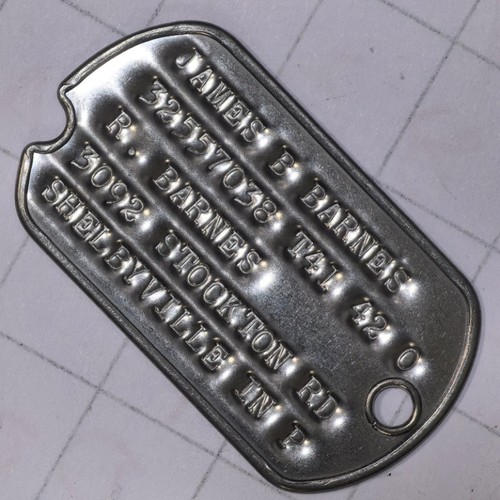 JAMES B BARNES
32557038 T41 42 O
R. BARNES
3092 STOCKTON RD
SHELBYVILLE IN P